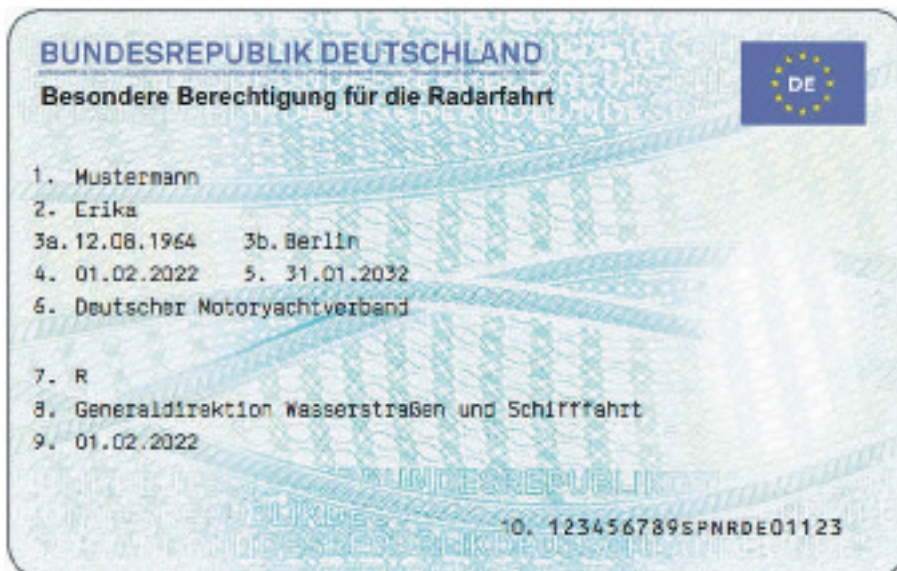 BUNDESREPUBLIK DEUTSCHLAND
Besondere Berechtigung für die Radarfahrt
DE
1. Mustermann
2. Erika
3a. 12.08.1964 3b. Berlin
4. 01.02.2022 5. 31.01.2032
6. Deutscher Motoryachtverband
7. R
8. Generaldirektion Wasserstraßen und Schifffahrt
9. 01.02.2022
BUNDESREPUBLIK
10. 123456789SPNRDE01123